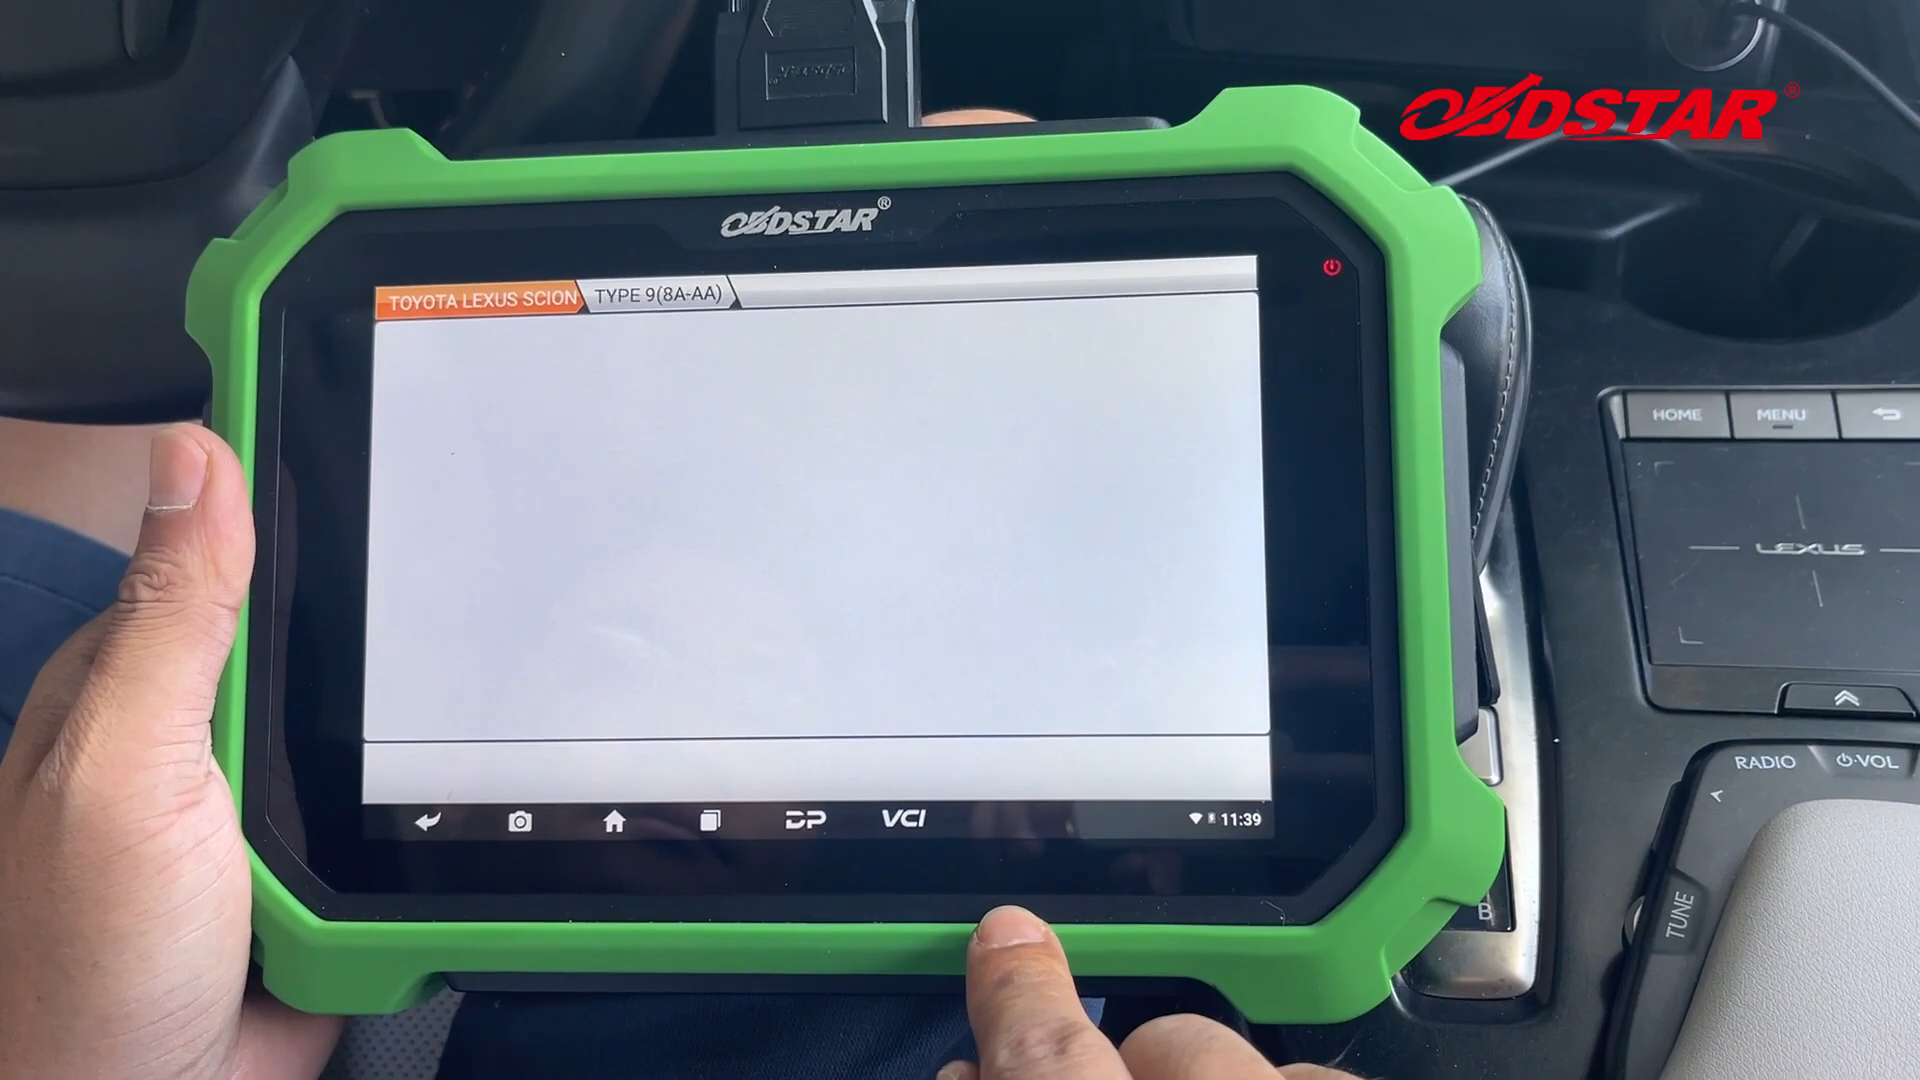 OBDSTAR®
OBDSTAR®
TOYOTA LEXUS SCION
TYPE 9(8A-AA)
DP
VCI
11:39
HOME
MENU
LEXUS
RADIO
VOL
TUNE
B